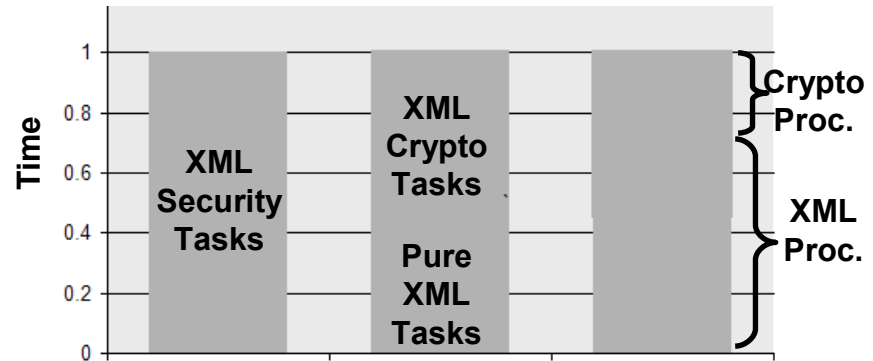 1
0.8
0.6
0.4
0.2
0
Time
XML
Security
Tasks
XML
Crypto
Tasks
Pure
XML
Tasks
Crypto
Proc.
XML
Proc.